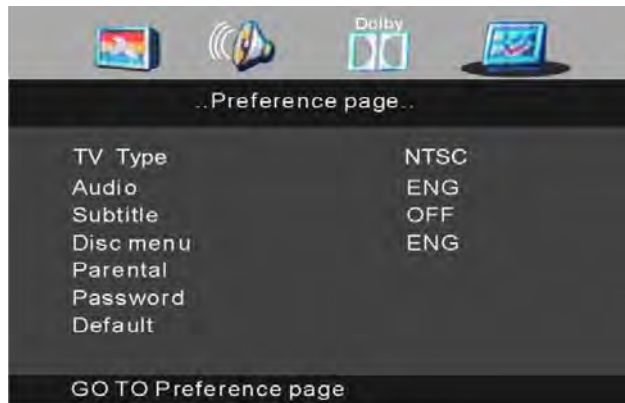 Dolby
..Preference page..
TV Type NTSC
Audio ENG
Subtitle OFF
Disc menu ENG
Parental
Password
Default
GO TO Preference page